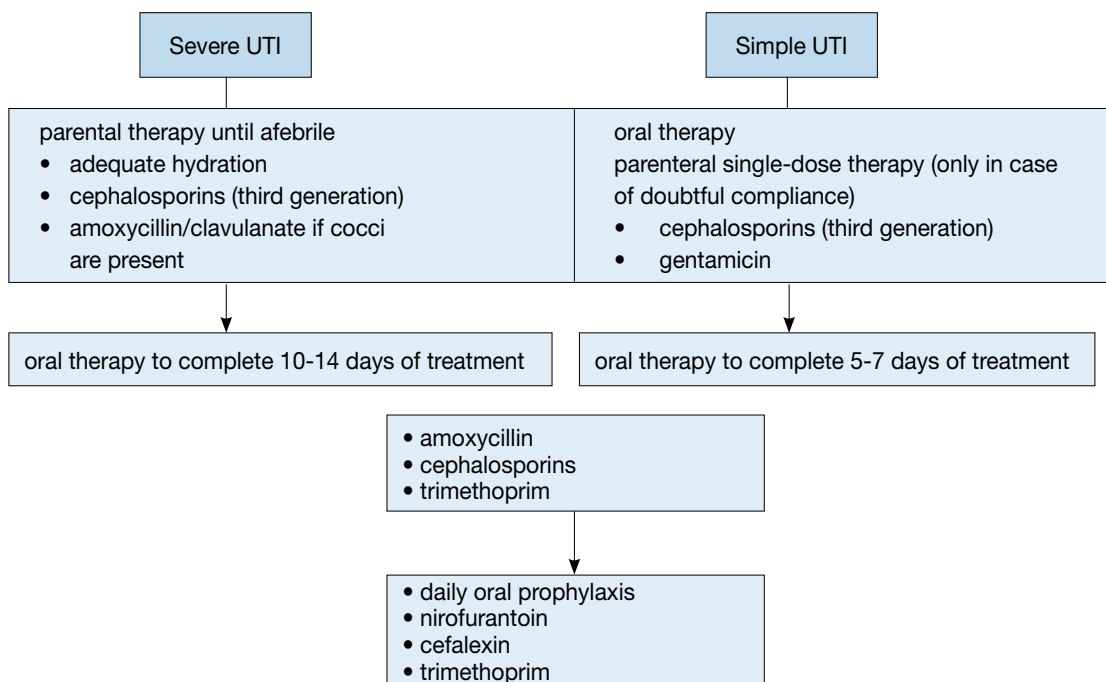 Severe UTI
Simple UTI
parental therapy until afebrile
• adequate hydration
• cephalosporins (third generation)
• amoxycillin/clavulanate if cocci
are present
oral therapy
parenteral single-dose therapy (only in case
of doubtful compliance)
• cephalosporins (third generation)
• gentamicin
oral therapy to complete 10-14 days of treatment
oral therapy to complete 5-7 days of treatment
• amoxycillin
• cephalosporins
• trimethoprim
• daily oral prophylaxis
• nirofurantoin
• cefalexin
• trimethoprim